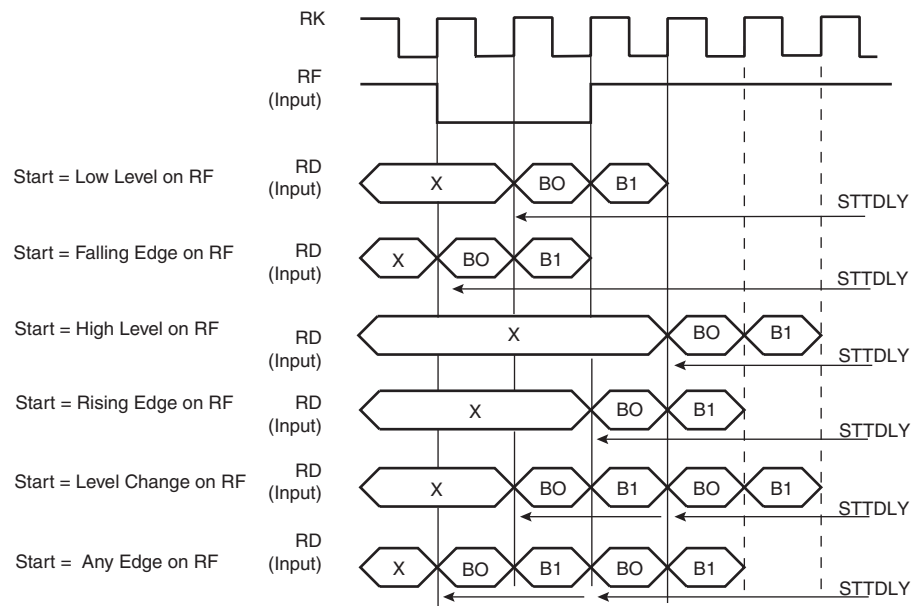 RK
RF
(Input)
Start = Low Level on RF
RD
(Input)
X
BO
B1
STTDLY
Start = Falling Edge on RF
RD
(Input)
X
BO
B1
STTDLY
Start = High Level on RF
RD
(Input)
X
BO
B1
STTDLY
Start = Rising Edge on RF
RD
(Input)
X
BO
B1
STTDLY
Start = Level Change on RF
RD
(Input)
X
BO
B1
BO
B1
STTDLY
Start = Any Edge on RF
RD
(Input)
X
BO
B1
BO
B1
STTDLY